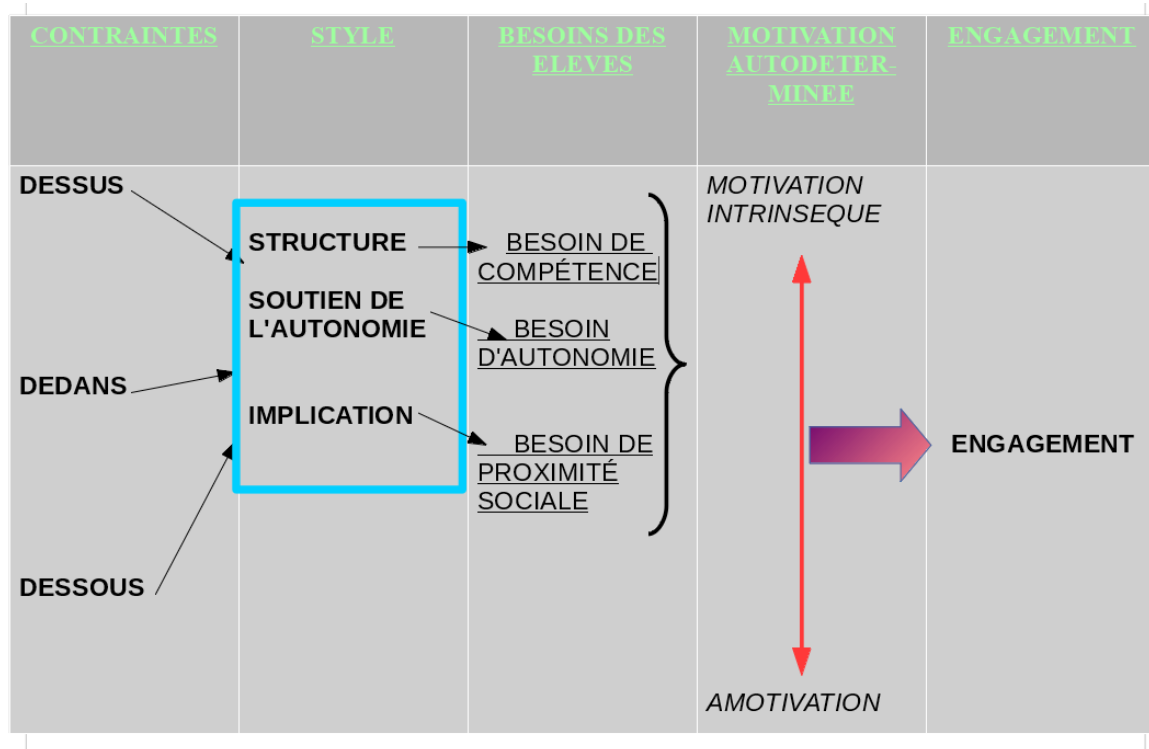 CONTRAINTES
STYLE
BESOINS DES
ELEVES
MOTIVATION
AUTODETER-
MINEE
ENGAGEMENT
DESSUS
DEDANS
DESSOUS
STRUCTURE
SOUTIEN DE
L'AUTONOMIE
IMPLICATION
BESOIN DE
COMPÉTENCE
BESOIN
D'AUTONOMIE
BESOIN DE
PROXIMITÉ
SOCIALE
MOTIVATION
INTRINSEQUE
AMOTIVATION
ENGAGEMENT